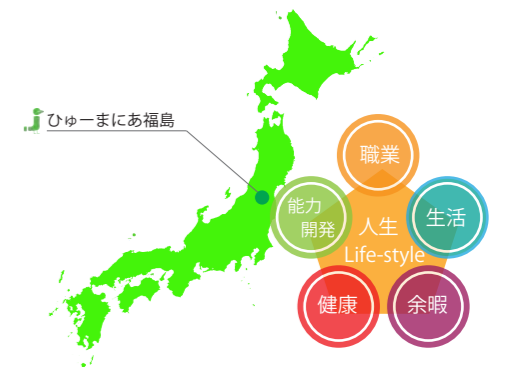 ひゅーまにあ福島
職業
能力
開発
生活
人生
Life-style
健康
余暇